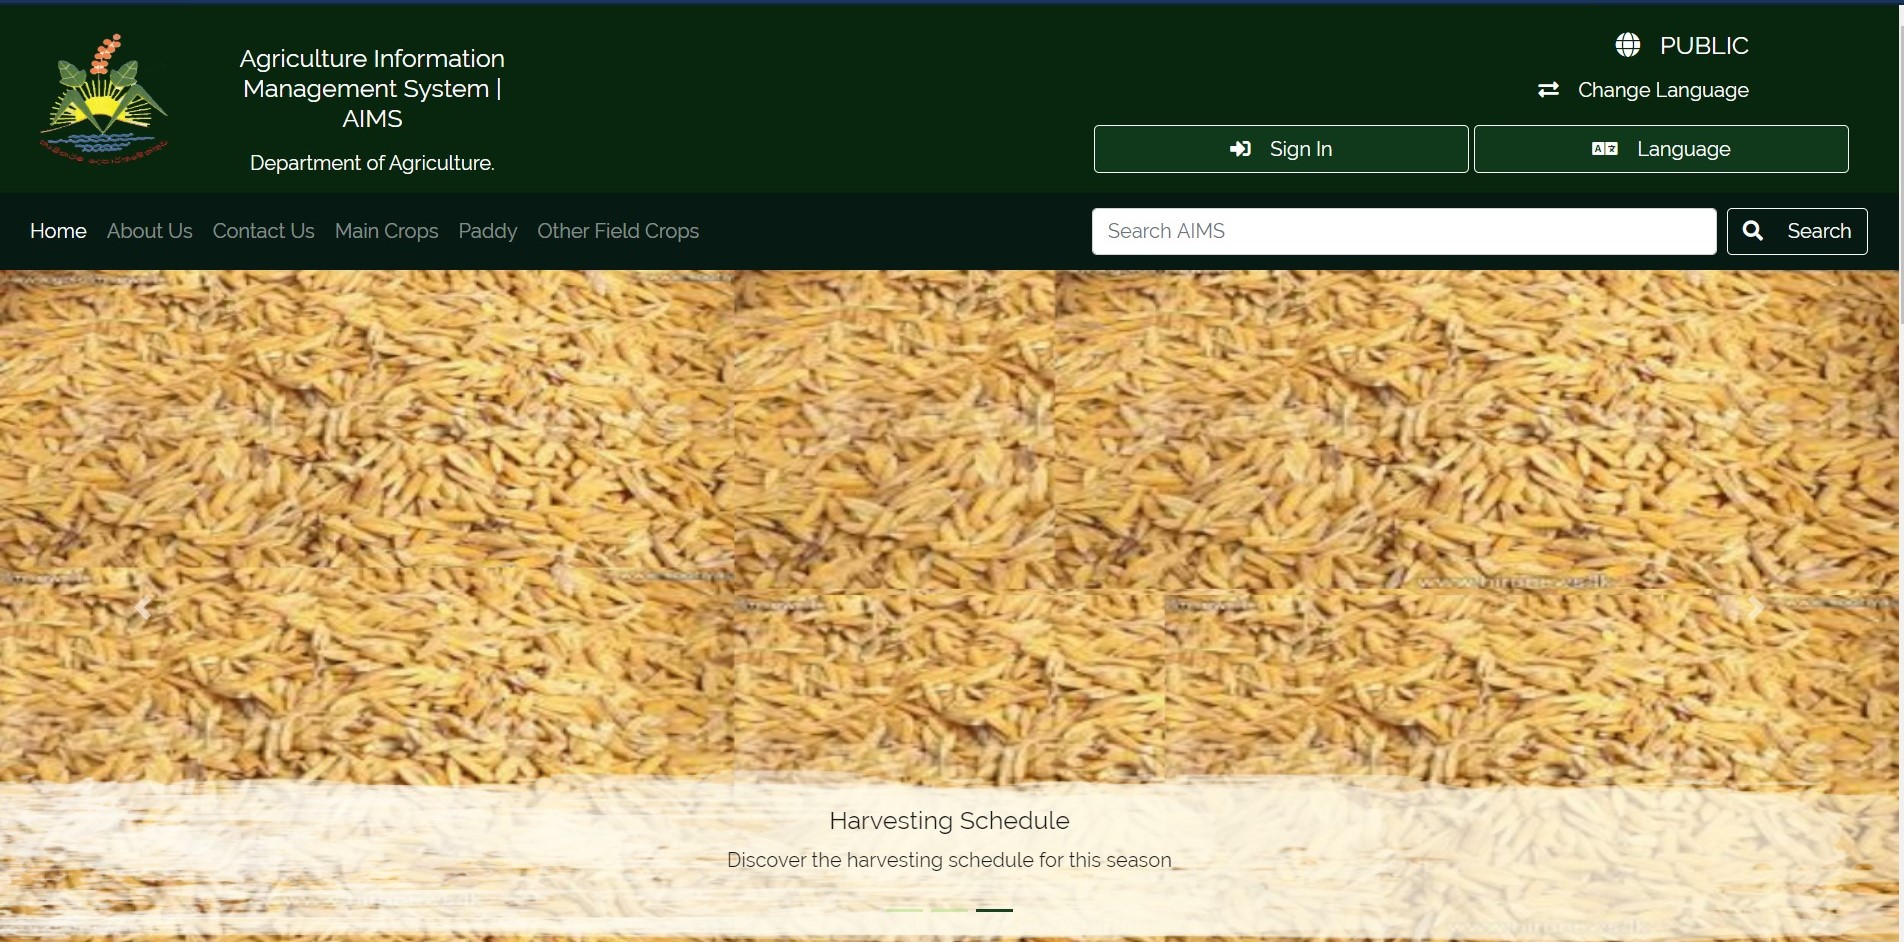 Agriculture Information
Management System |
AIMS
Department of Agriculture.
PUBLIC
Change Language
Sign In
Language
Home About Us Contact Us Main Crops Paddy Other Field Crops
Search AIMS
Search
Harvesting Schedule
Discover the harvesting schedule for this season